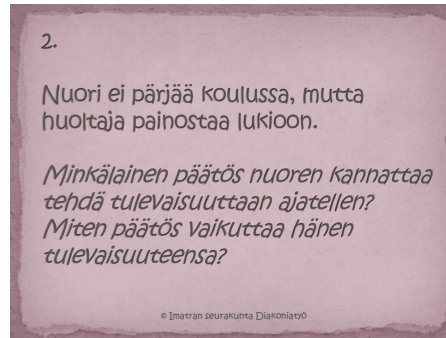 2.
Nuori ei pärjää koulussa, mutta
huoltaja painostaa lukioon.
Minkälainen päätös nuoren kannattaa
tehdä tulevaisuuttaan ajatellen?
Miten päätös vaikuttaa hänen
tulevaisuuteensa?
© Imatran seurakunta Diakoniatyö